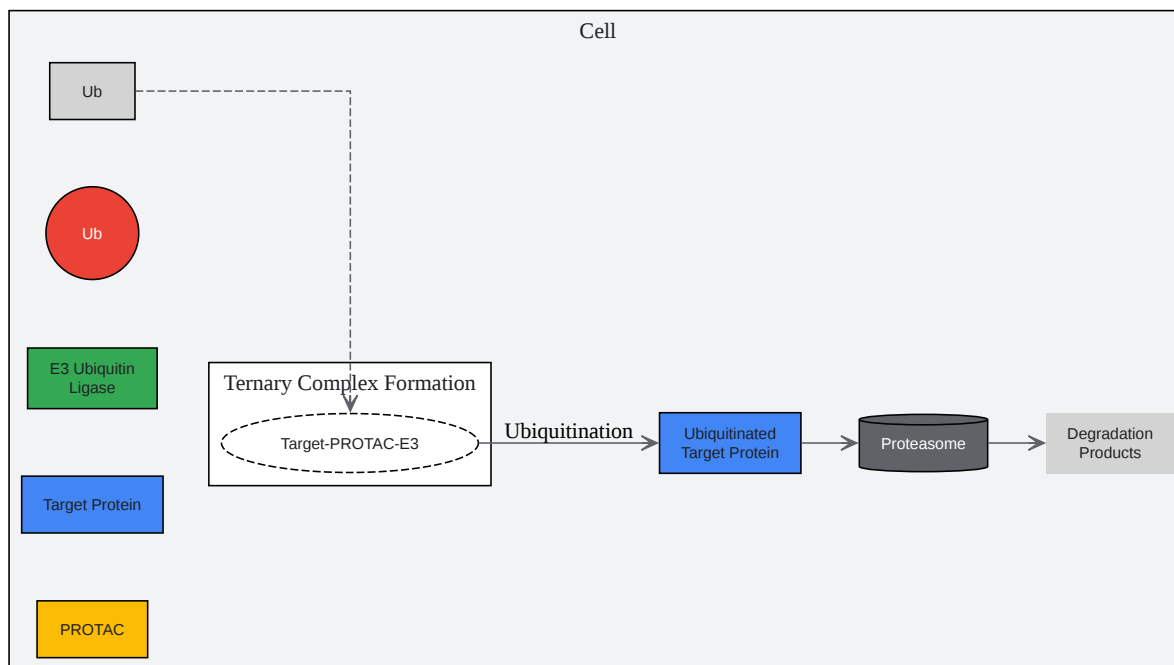 Cell
Ub
Ub
E3 Ubiquitin
Ligase
Ternary Complex Formation
Target-PROTAC-E3
Ubiquitination
Ubiquitinated
Target Protein
Proteasome
Degradation
Products
Target Protein
PROTAC